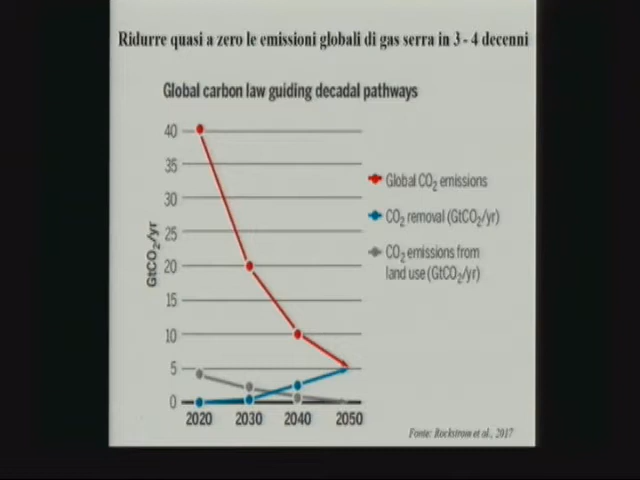 Ridurre quasi a zero le emissioni globali di gas serra in 3 - 4 decenni
Global carbon law guiding decadal pathways
40
35
30
25
20
15
10
5
0
GtCO₂/yr
2020 2030 2040 2050
Global CO₂ emissions
CO₂ removal (GtCO₂/yr)
CO₂ emissions from
land use (GtCO₂/yr)
Fonte: Rockstrom et al., 2017